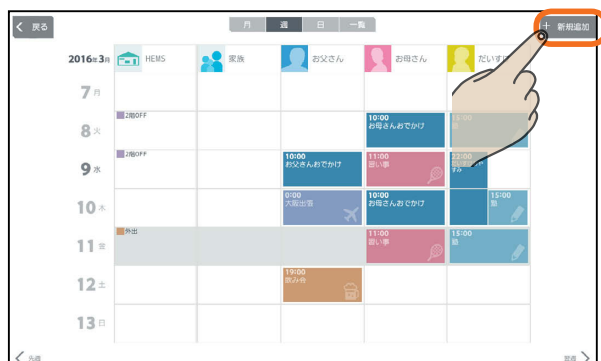 戻る
月 週 日 一覧
新規追加
2016年3月 HEMS 家族 お父さん お母さん だいすけ
7月
2階OFF
8火
10:00
お母さんおでかけ
15:00
塾
2階OFF
9水
10:00
お父さんおでかけ
11:00
習い事
22:00
10木
0:00
大阪出張
10:00
お母さんおでかけ
15:00
塾
外出
11金
11:00
習い事
15:00
塾
12土
19:00
飲み会
13日
先週
翌週